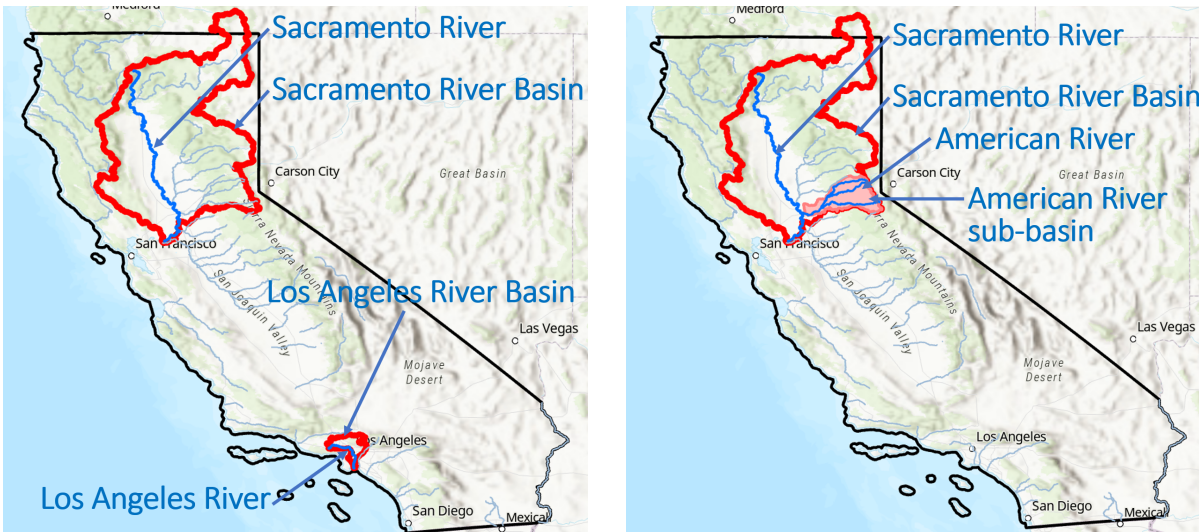 Medford
Sacramento River
Sacramento River Basin
Carson City
Great Basin
San Francisco
Sierra Nevada Mountains
San Joaquin Valley
Los Angeles River Basin
Las Vegas
Mojave
Desert
Los Angeles
Los Angeles River
San Diego
Mexicali
Medford
Sacramento River
Sacramento River Basin
American River
Carson City
Great Basin
American River
sub-basin
San Francisco
Sierra Nevada Mountains
San Joaquin Valley
Las Vegas
Mojave
Desert
Los Angeles
San Diego
Mexicali